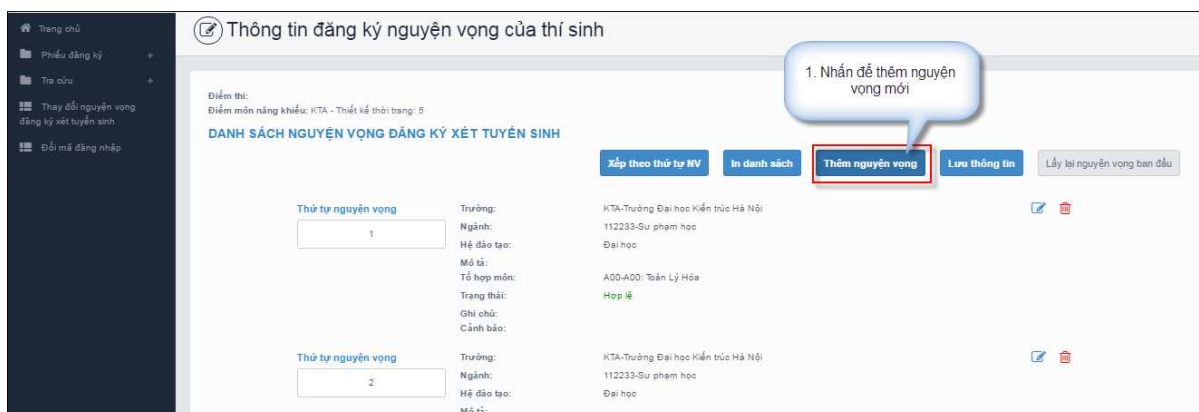 Trang chủ
Phiếu đăng ký +
Tra cứu +
Thay đổi nguyện vọng
đăng ký xét tuyển sinh
Đổi mã đăng nhập
Thông tin đăng ký nguyện vọng của thí sinh
1. Nhấn để thêm nguyện
vọng mới
Điểm thi:
Điểm môn năng khiếu: KTA - Thiết kế thời trang: 5
DANH SÁCH NGUYỆN VỌNG ĐĂNG KÝ XÉT TUYỂN SINH
Xếp theo thứ tự NV In danh sách Thêm nguyện vọng Lưu thông tin Lấy lại nguyện vọng ban đầu
Thứ tự nguyện vọng Trường: KTA-Trường Đại học Kiến trúc Hà Nội
1 Ngành: 112233-Sư phạm học
Hệ đào tạo: Đại học
Mô tả:
Tổ hợp môn: A00-A00: Toán Lý Hóa
Trạng thái: Hợp lệ
Ghi chú:
Cảnh báo:
Thứ tự nguyện vọng Trường: KTA-Trường Đại học Kiến trúc Hà Nội
2 Ngành: 112233-Sư phạm học
Hệ đào tạo: Đại học
Mô tả: